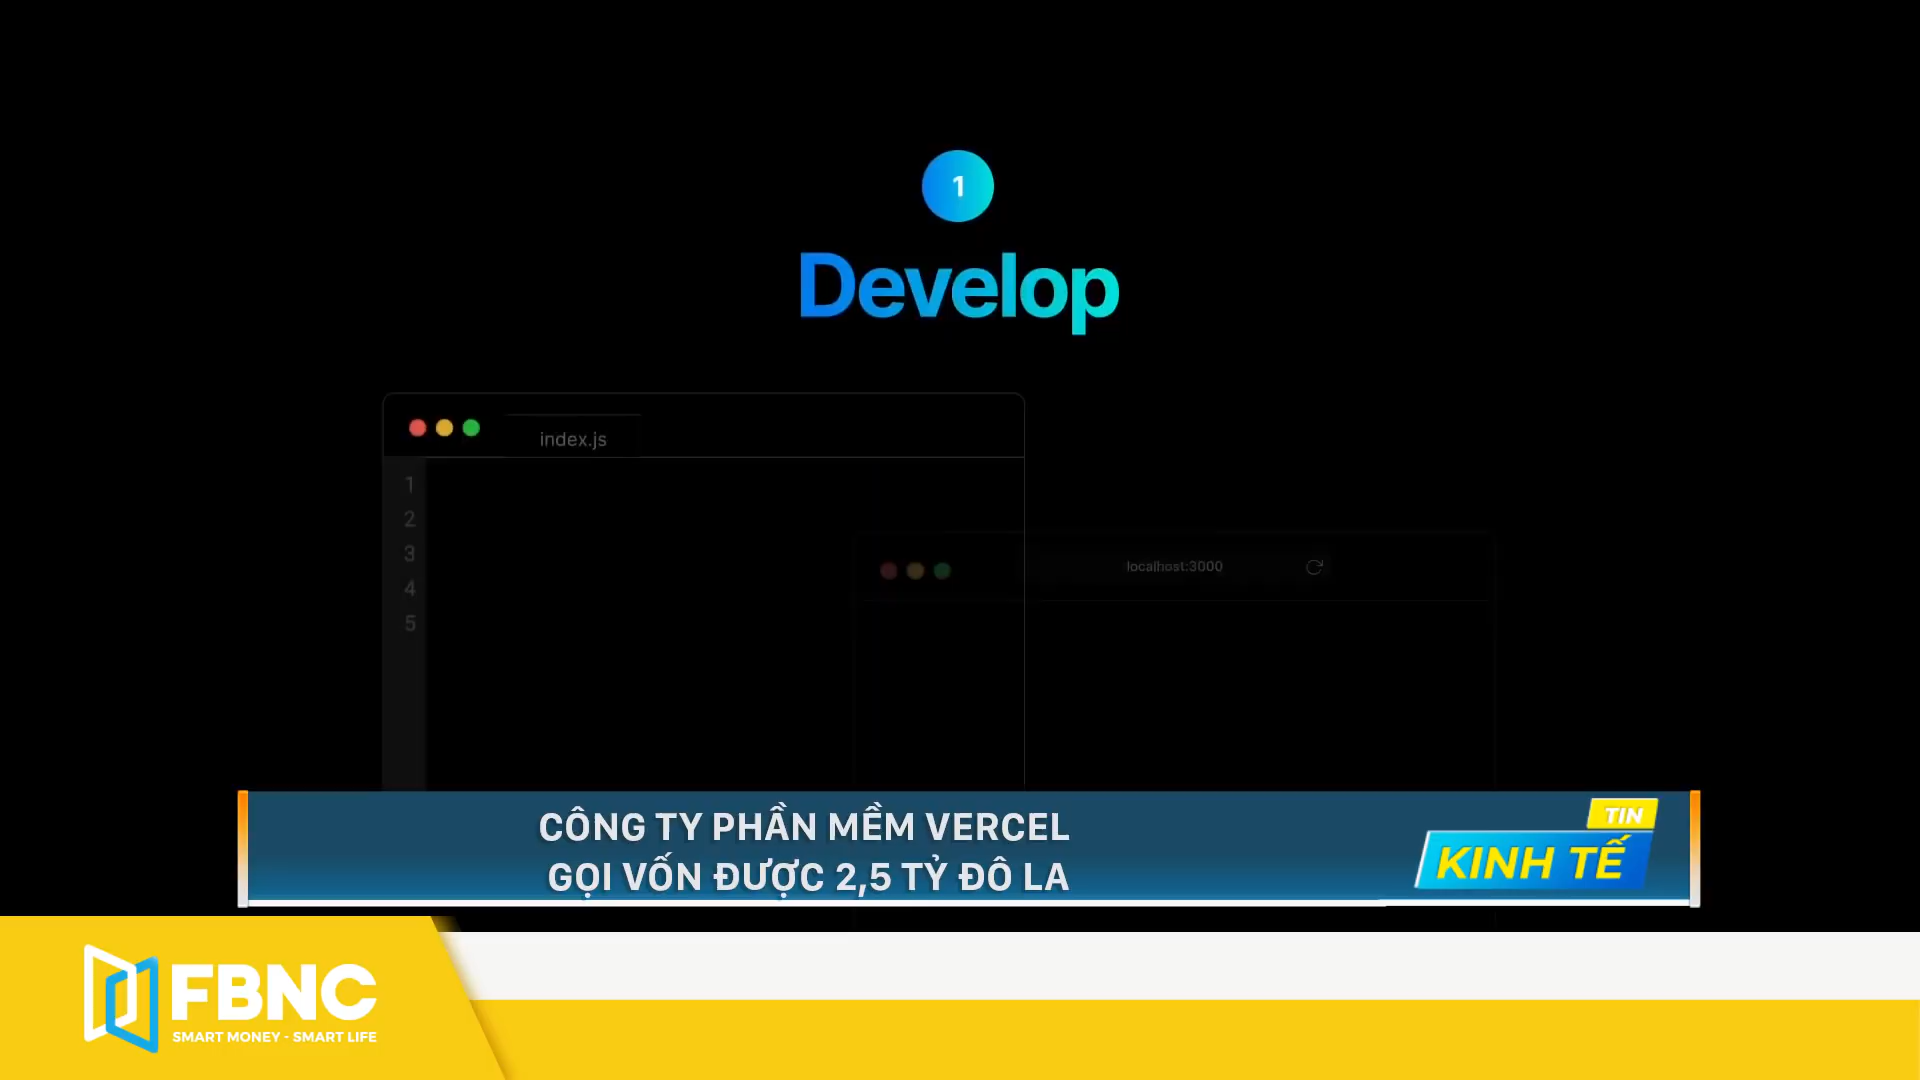 1
Develop
index.js
1
2
3
4
5
localhost:3000
CÔNG TY PHẦN MỀM VERCEL
GỌI VỐN ĐƯỢC 2,5 TỶ ĐÔ LA
TIN
KINH TẾ
FBNC
SMART MONEY - SMART LIFE